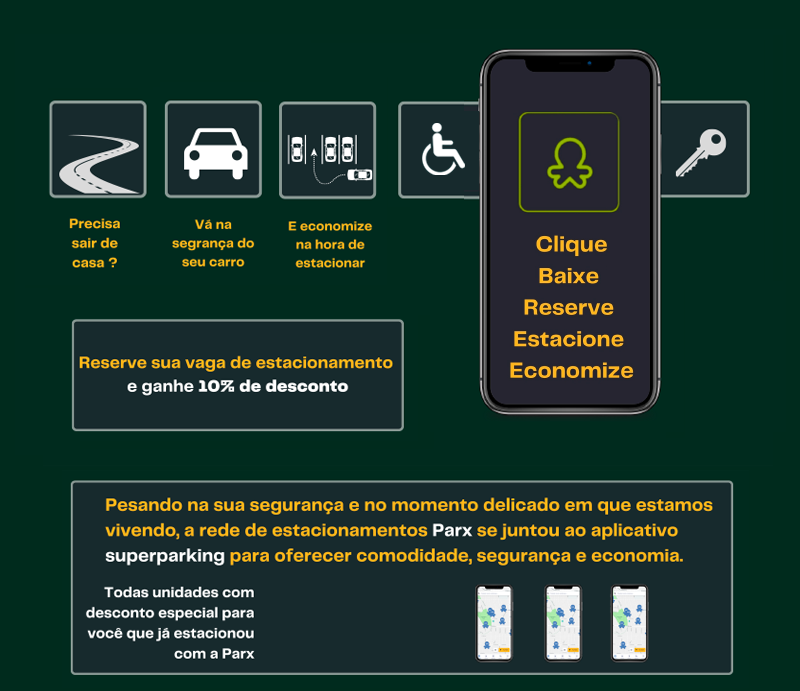 Precisa
sair de
casa ?
Vá na
segrança do
seu carro
E economize
na hora de
estacionar
Clique
Baixe
Reserve
Estacione
Economize
Reserve sua vaga de estacionamento
e ganhe 10% de desconto
Pesando na sua segurança e no momento delicado em que estamos
vivendo, a rede de estacionamentos Parx se juntou ao aplicativo
superparking para oferecer comodidade, segurança e economia.
Todas unidades com
desconto especial para
você que já estacionou
com a Parx